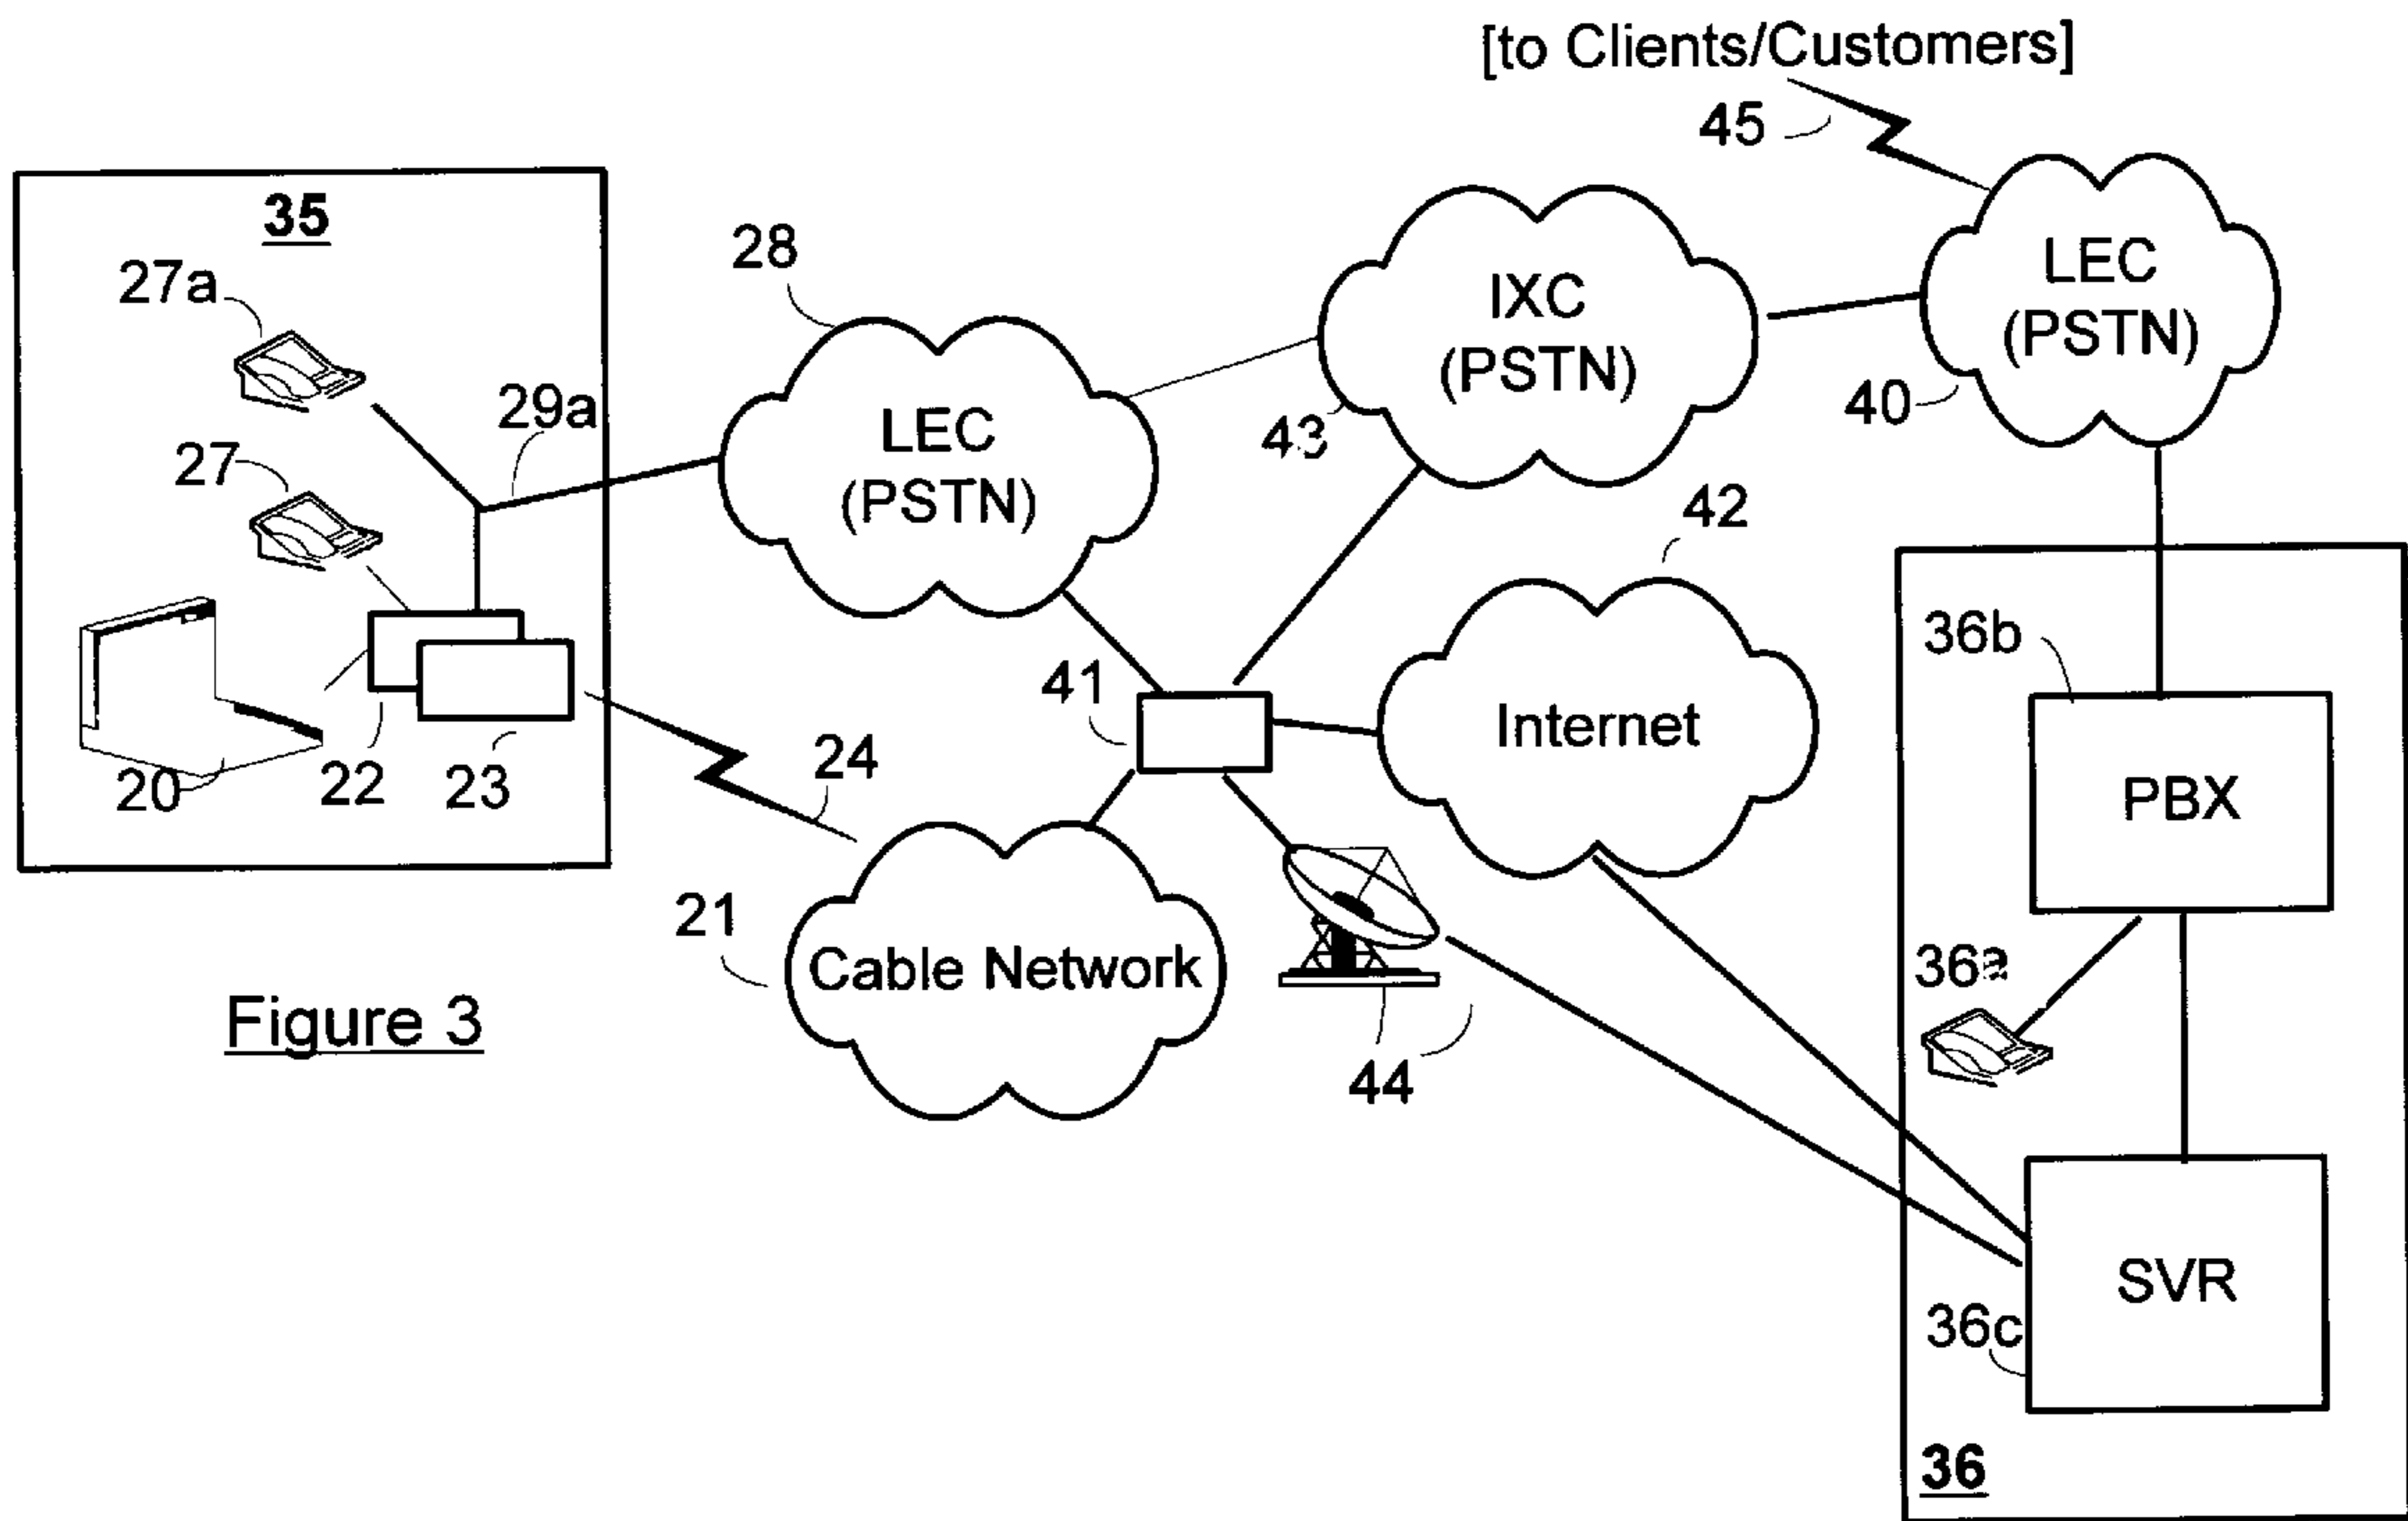 [to Clients/Customers]
45
35
27a
28
29a
27
LEC
(PSTN)
IXC
(PSTN)
43
LEC
(PSTN)
40
42
36b
41
Internet
PBX
20
22
23
24
21
Cable Network
36a
44
Figure 3
SVR
36c
36